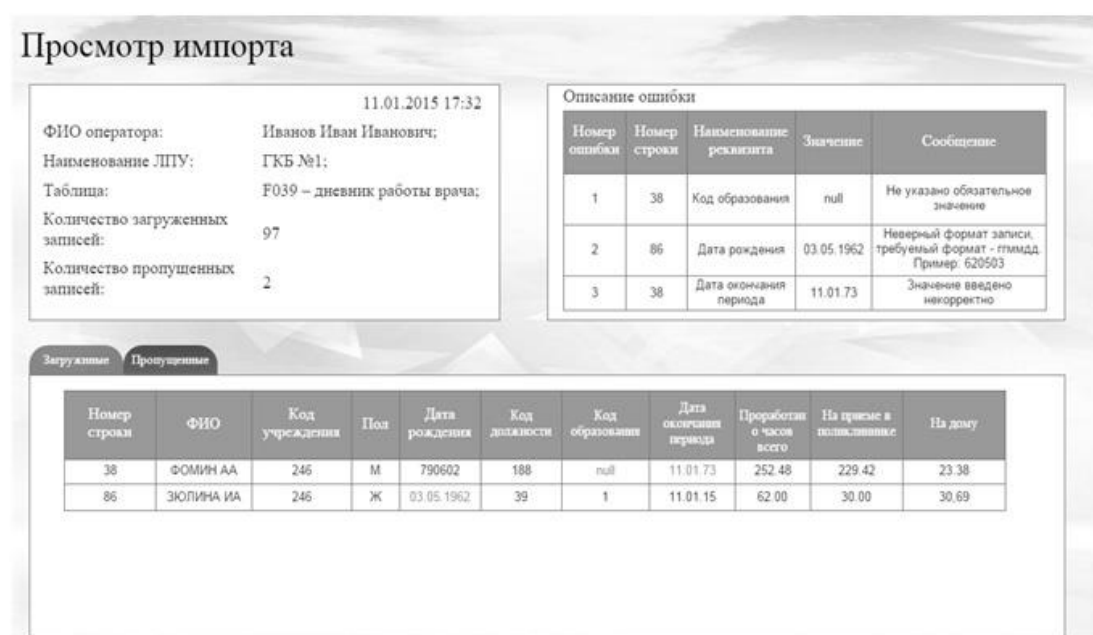 Просмотр импорта
11.01.2015 17:32
ФИО оператора: Иванов Иван Иванович;
Наименование ЛПУ: ГКБ №1;
Таблица: F039 – дневник работы врача;
Количество загруженных
записей: 97
Количество пропущенных
записей: 2
Описание ошибки
Номер ошибки Номер строки Наименование реквизита Значение Сообщение
1 38 Код образования null Не указано обязательное значение
2 86 Дата рождения 03.05.1962 Неверный формат записи, требуемый формат - ггммдд. Пример: 620503
3 38 Дата окончания периода 11.01.73 Значение введено некорректно
Загружнные Пропущенные
Номер строки ФИО Код учреждения Пол Дата рождения Код должности Код образования Дата окончания периода Проработан о часов всего На приеме в поликлиннике На дому
38 ФОМИН АА 246 М 790602 188 null 11.01.73 252.48 229.42 23.38
86 ЗЮЛИНА ИА 246 Ж 03.05.1962 39 1 11.01.15 62.00 30.00 30,69